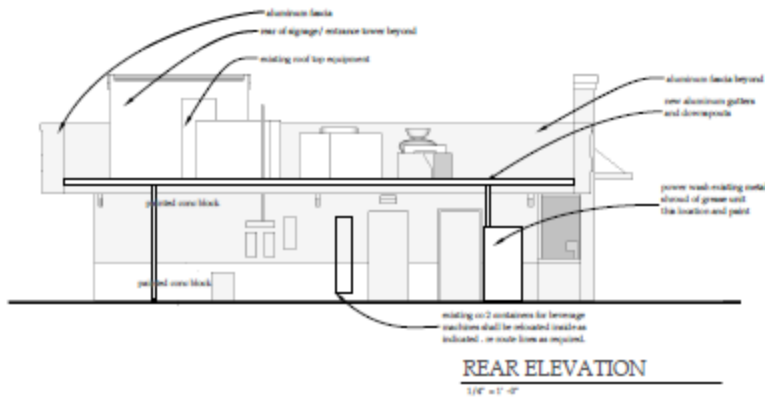 aluminum fascia
rear of signage/ entrance tower beyond
existing roof top equipment
aluminum fascia beyond
new aluminum gutters
and downspouts
power wash existing metal
shroud of grease unit
this location and paint
painted conc block
painted conc block
existing co2 containers for beverage
machines shall be relocated inside as
indicated . re route lines as required.
REAR ELEVATION
1/4" = 1' -0"